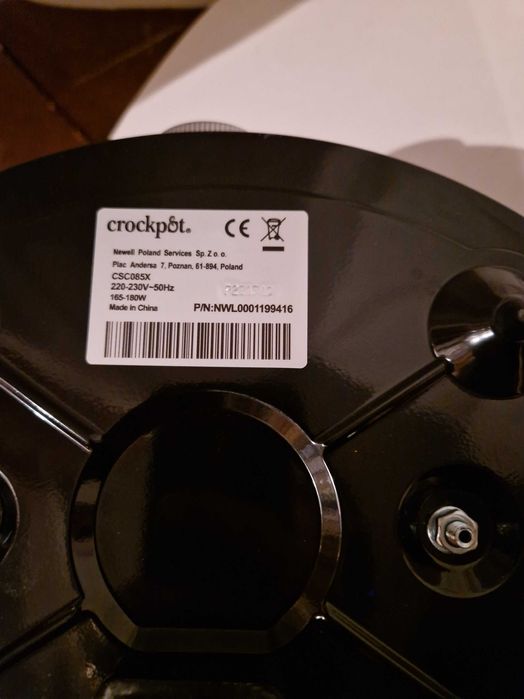 crockpot®
CE
Newell Poland Services Sp. Z o. o.
Plac Andersa 7, Poznan, 61-894, Poland
CSC085X
220-230V~50Hz
165-180W
Made in China
P/N:NWL0001199416